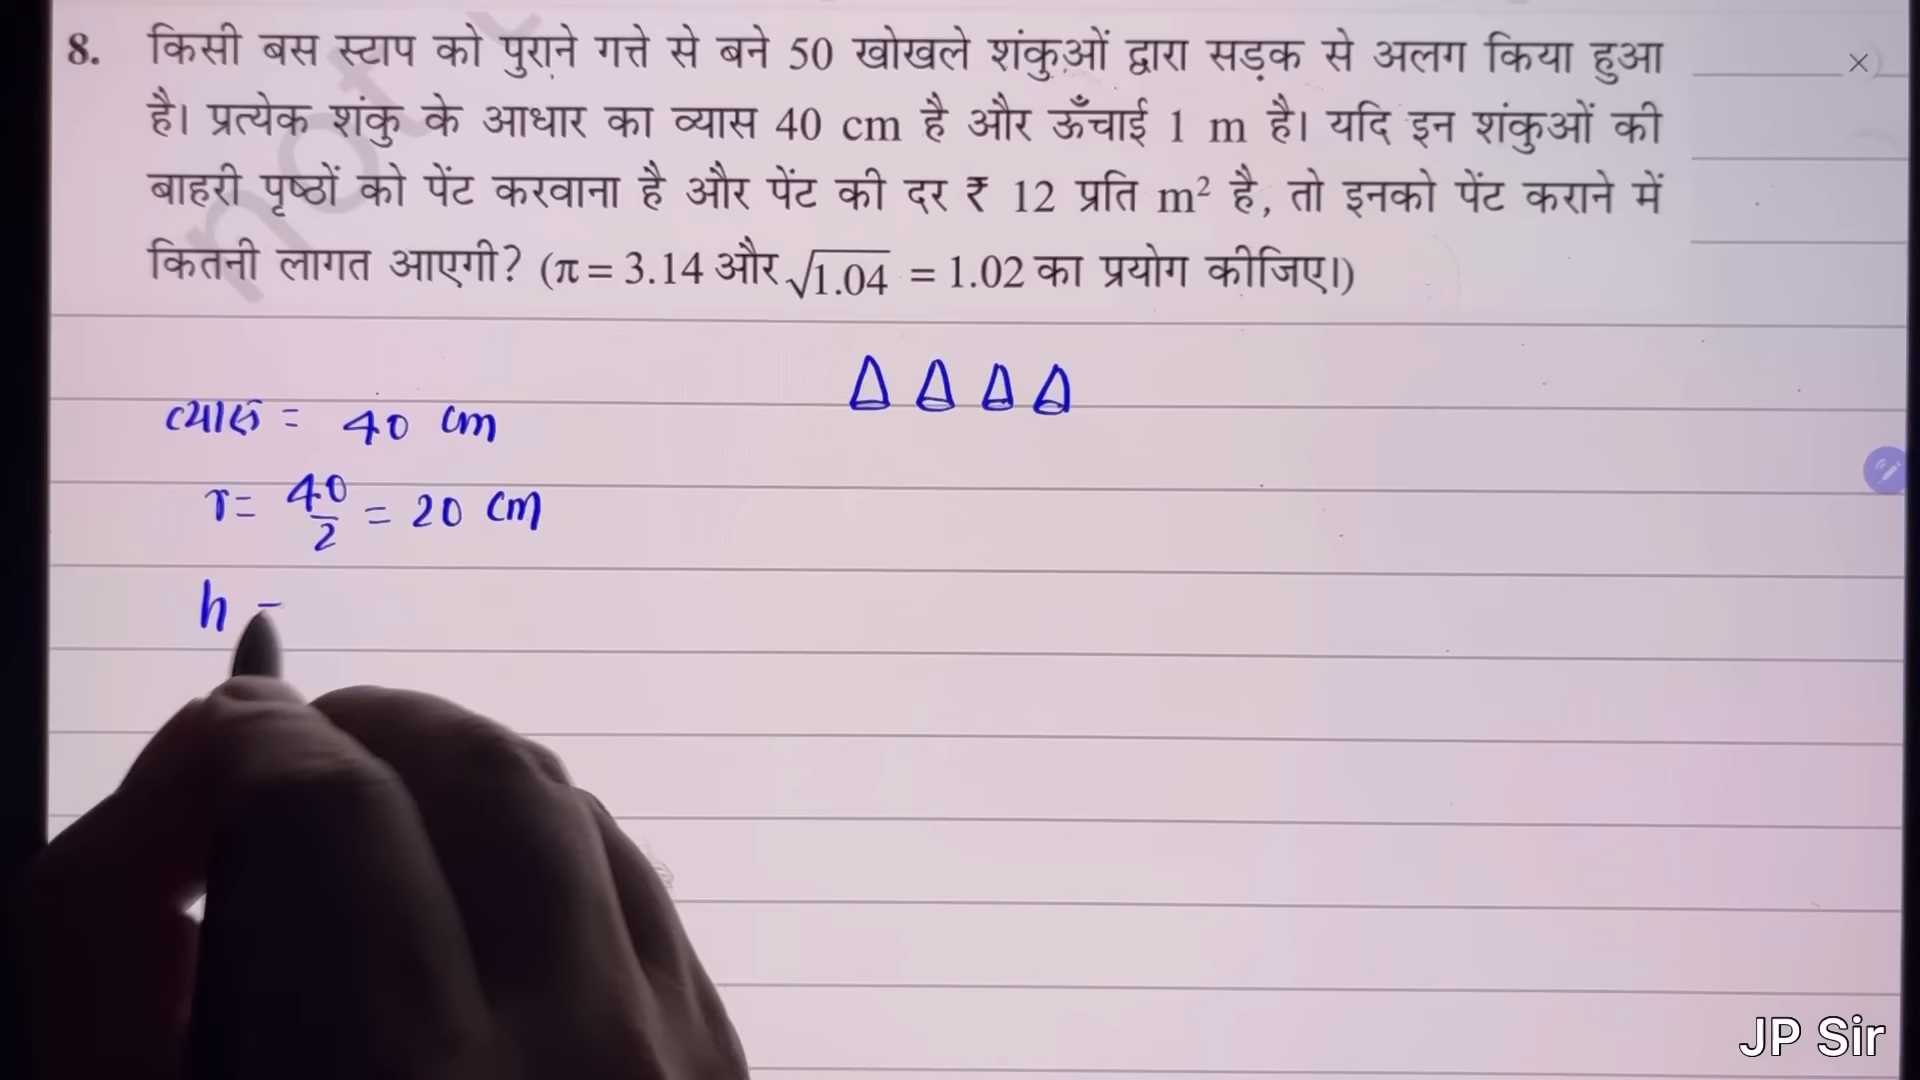 8. किसी बस स्टाप को पुराने गत्ते से बने 50 खोखले शंकुओं द्वारा सड़क से अलग किया हुआ
है। प्रत्येक शंकु के आधार का व्यास 40 cm है और ऊँचाई 1 m है। यदि इन शंकुओं की
बाहरी पृष्ठों को पेंट करवाना है और पेंट की दर ₹ 12 प्रति m² है, तो इनको पेंट कराने में
कितनी लागत आएगी? (π = 3.14 और √1.04 = 1.02 का प्रयोग कीजिए।)
व्यास = 40 cm
r = 40/2 = 20 cm
h -
not
JP Sir